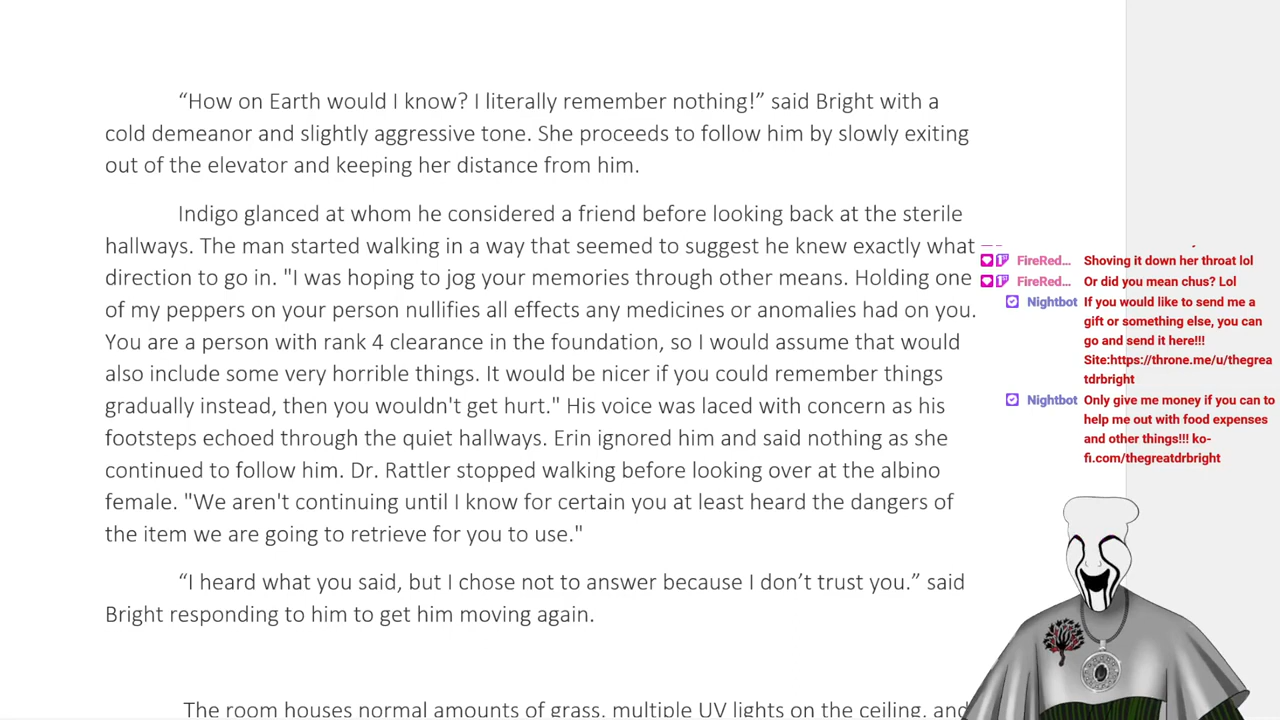 “How on Earth would I know? I literally remember nothing!” said Bright with a
cold demeanor and slightly aggressive tone. She proceeds to follow him by slowly exiting
out of the elevator and keeping her distance from him.
Indigo glanced at whom he considered a friend before looking back at the sterile
hallways. The man started walking in a way that seemed to suggest he knew exactly what
direction to go in. "I was hoping to jog your memories through other means. Holding one
of my peppers on your person nullifies all effects any medicines or anomalies had on you.
You are a person with rank 4 clearance in the foundation, so I would assume that would
also include some very horrible things. It would be nicer if you could remember things
gradually instead, then you wouldn't get hurt." His voice was laced with concern as his
footsteps echoed through the quiet hallways. Erin ignored him and said nothing as she
continued to follow him. Dr. Rattler stopped walking before looking over at the albino
female. "We aren't continuing until I know for certain you at least heard the dangers of
the item we are going to retrieve for you to use."
“I heard what you said, but I chose not to answer because I don’t trust you.” said
Bright responding to him to get him moving again.
The room houses normal amounts of grass, multiple UV lights on the ceiling, and
FireRed... Shoving it down her throat lol
FireRed... Or did you mean chus? Lol
Nightbot If you would like to send me a
gift or something else, you can
go and send it here!!!
Site:https://throne.me/u/thegrea
tdrbright
Nightbot Only give me money if you can to
help me out with food expenses
and other things!!! ko-
fi.com/thegreatdrbright